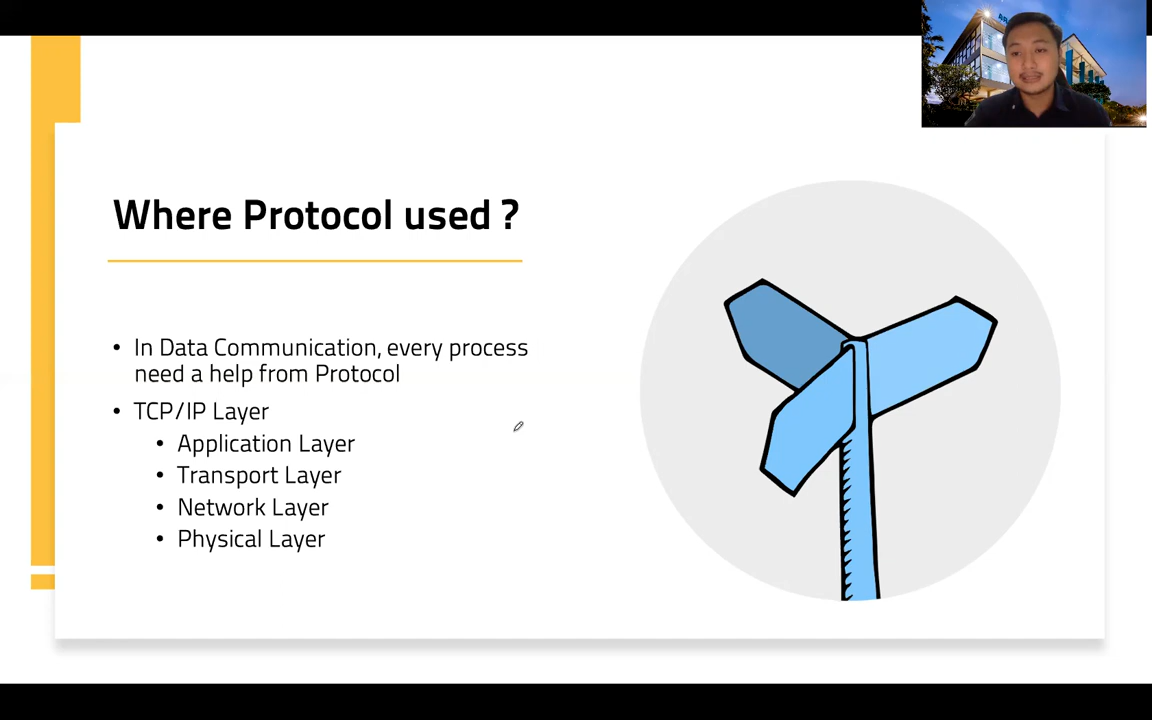 Where Protocol used ?
• In Data Communication, every process
need a help from Protocol
• TCP/IP Layer
• Application Layer
• Transport Layer
• Network Layer
• Physical Layer